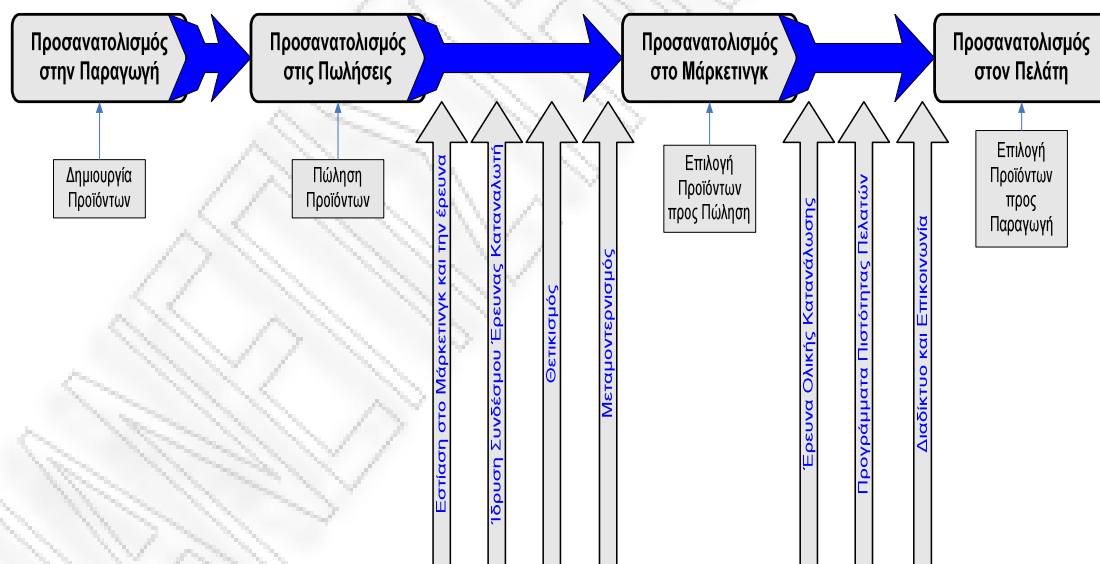 Προσανατολισμός
στην Παραγωγή
Προσανατολισμός
στις Πωλήσεις
Προσανατολισμός
στο Μάρκετινγκ
Προσανατολισμός
στον Πελάτη
Δημιουργία
Προϊόντων
Πώληση
Προϊόντων
Επιλογή
Προϊόντων
προς Πώληση
Επιλογή
Προϊόντων
προς
Παραγωγή
Εστίαση στο Μάρκετινγκ και την έρευνα
Ίδρυση Συνδέσμου Έρευνας Καταναλωτή
Θετικισμός
Μεταμοντερνισμός
Έρευνα Ολικής Κατανάλωσης
Προγράμματα Πιστότητας Πελατών
Διαδίκτυο και Επικοινωνία